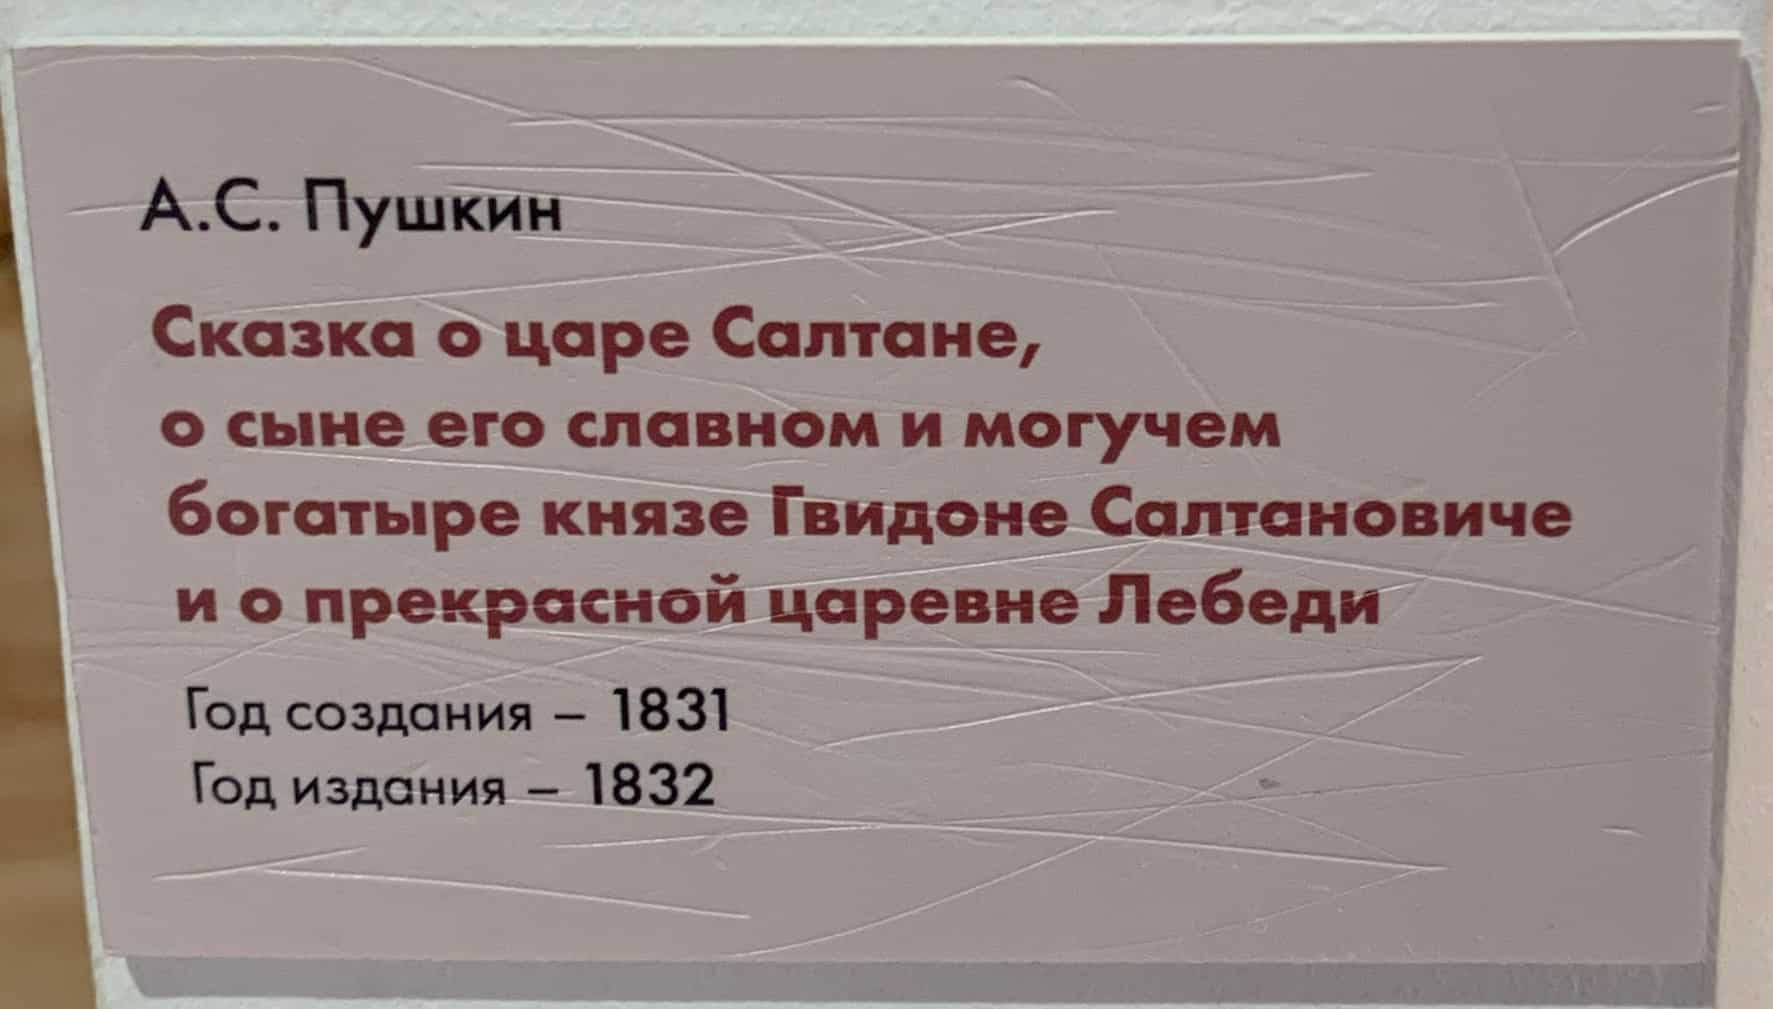 А.С. Пушкин
Сказка о царе Салтане,
о сыне его славном и могучем
богатыре князе Гвидоне Салтановиче
и о прекрасной царевне Лебеди
Год создания – 1831
Год издания – 1832